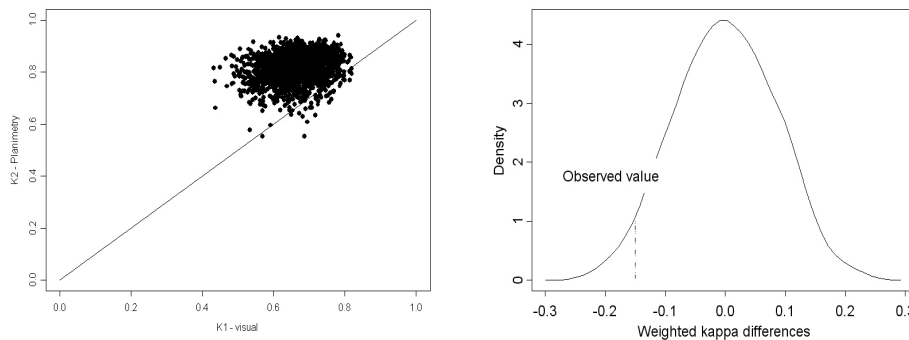 1.0
0.8
0.6
0.4
0.2
0.0
K2 - Planimetry
0.0 0.2 0.4 0.6 0.8 1.0
K1 - visual
4
3
2
1
0
Density
Observed value
-0.3 -0.2 -0.1 0.0 0.1 0.2 0.3
Weighted kappa differences